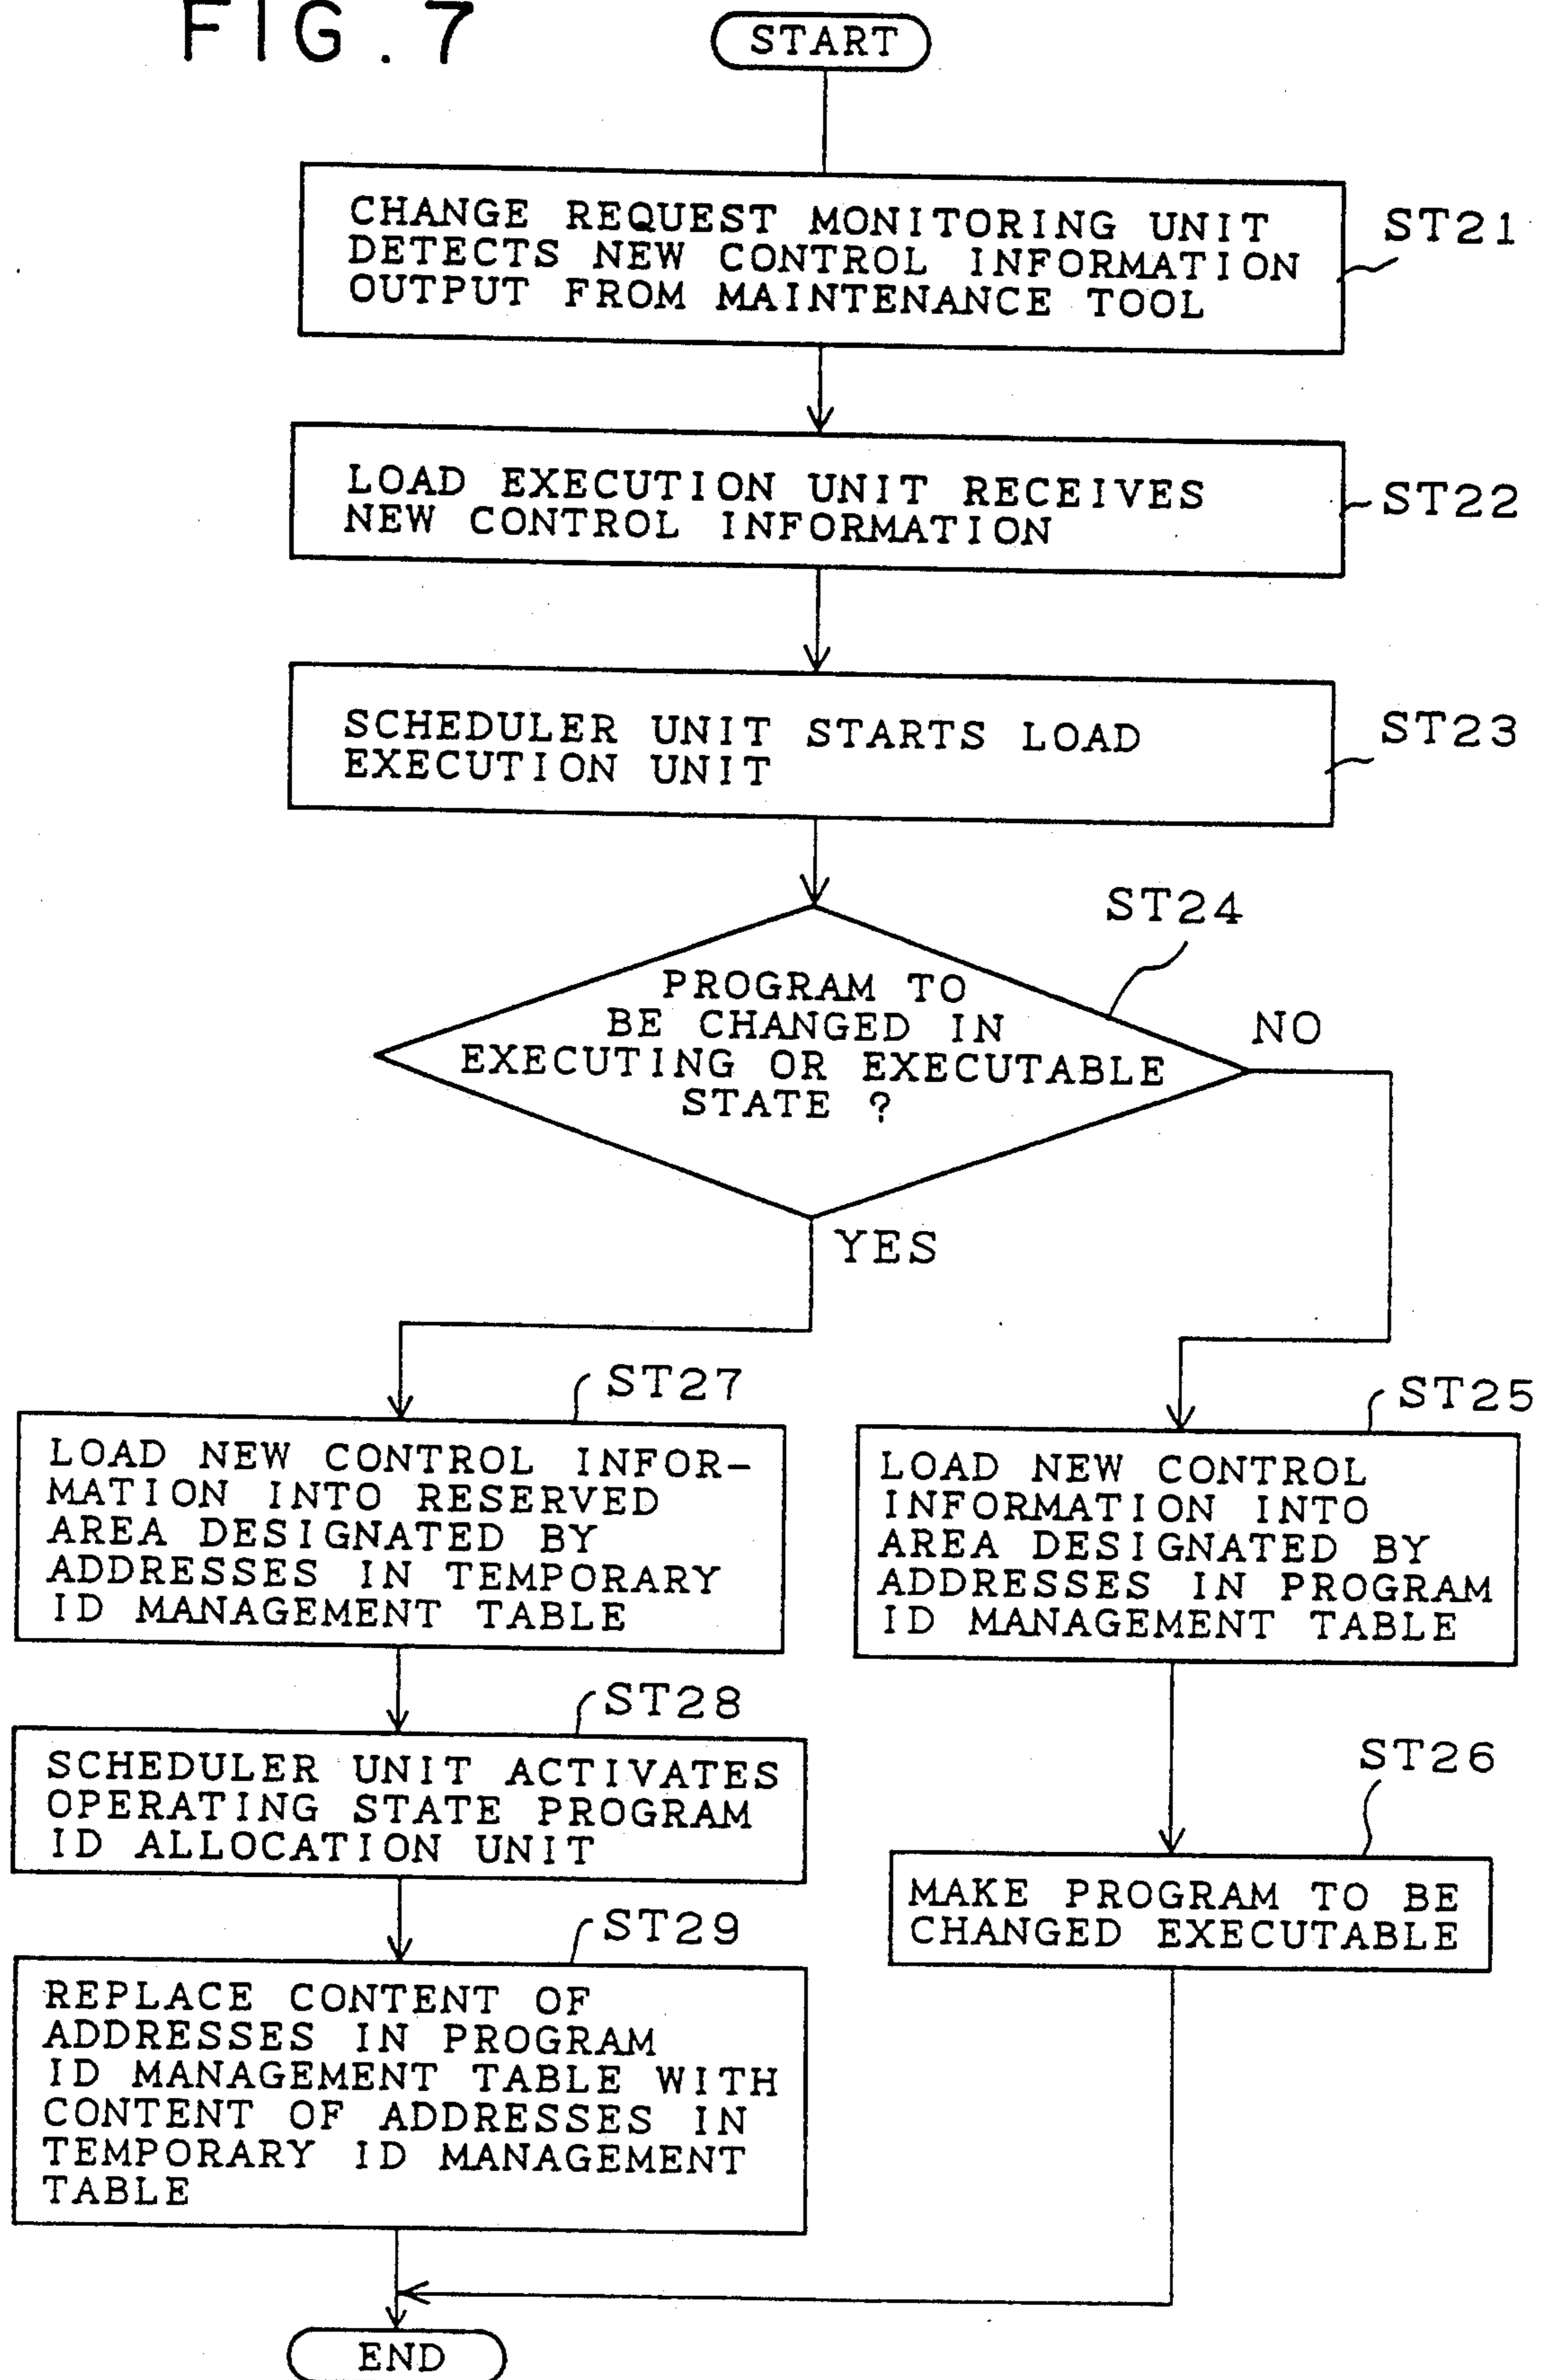 FIG. 7
START
CHANGE REQUEST MONITORING UNIT
DETECTS NEW CONTROL INFORMATION
OUTPUT FROM MAINTENANCE TOOL
ST21
LOAD EXECUTION UNIT RECEIVES
NEW CONTROL INFORMATION
ST22
SCHEDULER UNIT STARTS LOAD
EXECUTION UNIT
ST23
ST24
PROGRAM TO
BE CHANGED IN
EXECUTING OR EXECUTABLE
STATE ?
NO
YES
ST27
LOAD NEW CONTROL INFOR-
MATION INTO RESERVED
AREA DESIGNATED BY
ADDRESSES IN TEMPORARY
ID MANAGEMENT TABLE
ST25
LOAD NEW CONTROL
INFORMATION INTO
AREA DESIGNATED BY
ADDRESSES IN PROGRAM
ID MANAGEMENT TABLE
ST28
SCHEDULER UNIT ACTIVATES
OPERATING STATE PROGRAM
ID ALLOCATION UNIT
ST26
MAKE PROGRAM TO BE
CHANGED EXECUTABLE
ST29
REPLACE CONTENT OF
ADDRESSES IN PROGRAM
ID MANAGEMENT TABLE WITH
CONTENT OF ADDRESSES IN
TEMPORARY ID MANAGEMENT
TABLE
END